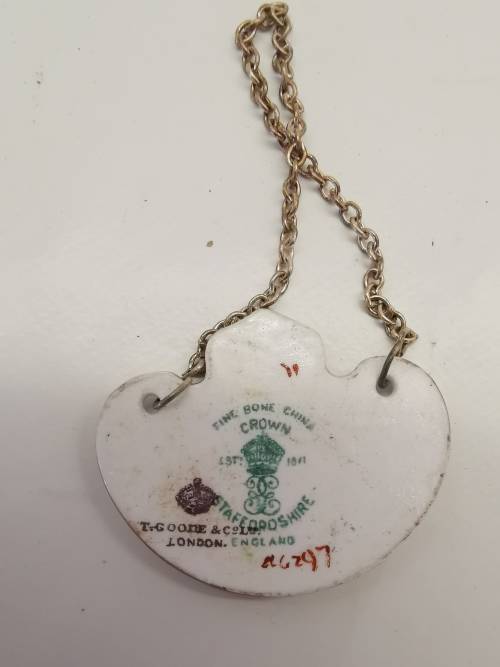 "
FINE BONE CHINA
CROWN
ESTD 1801
STAFFORDSHIRE
ENGLAND
T. GOODE & Co. LTD.
LONDON.
A6297